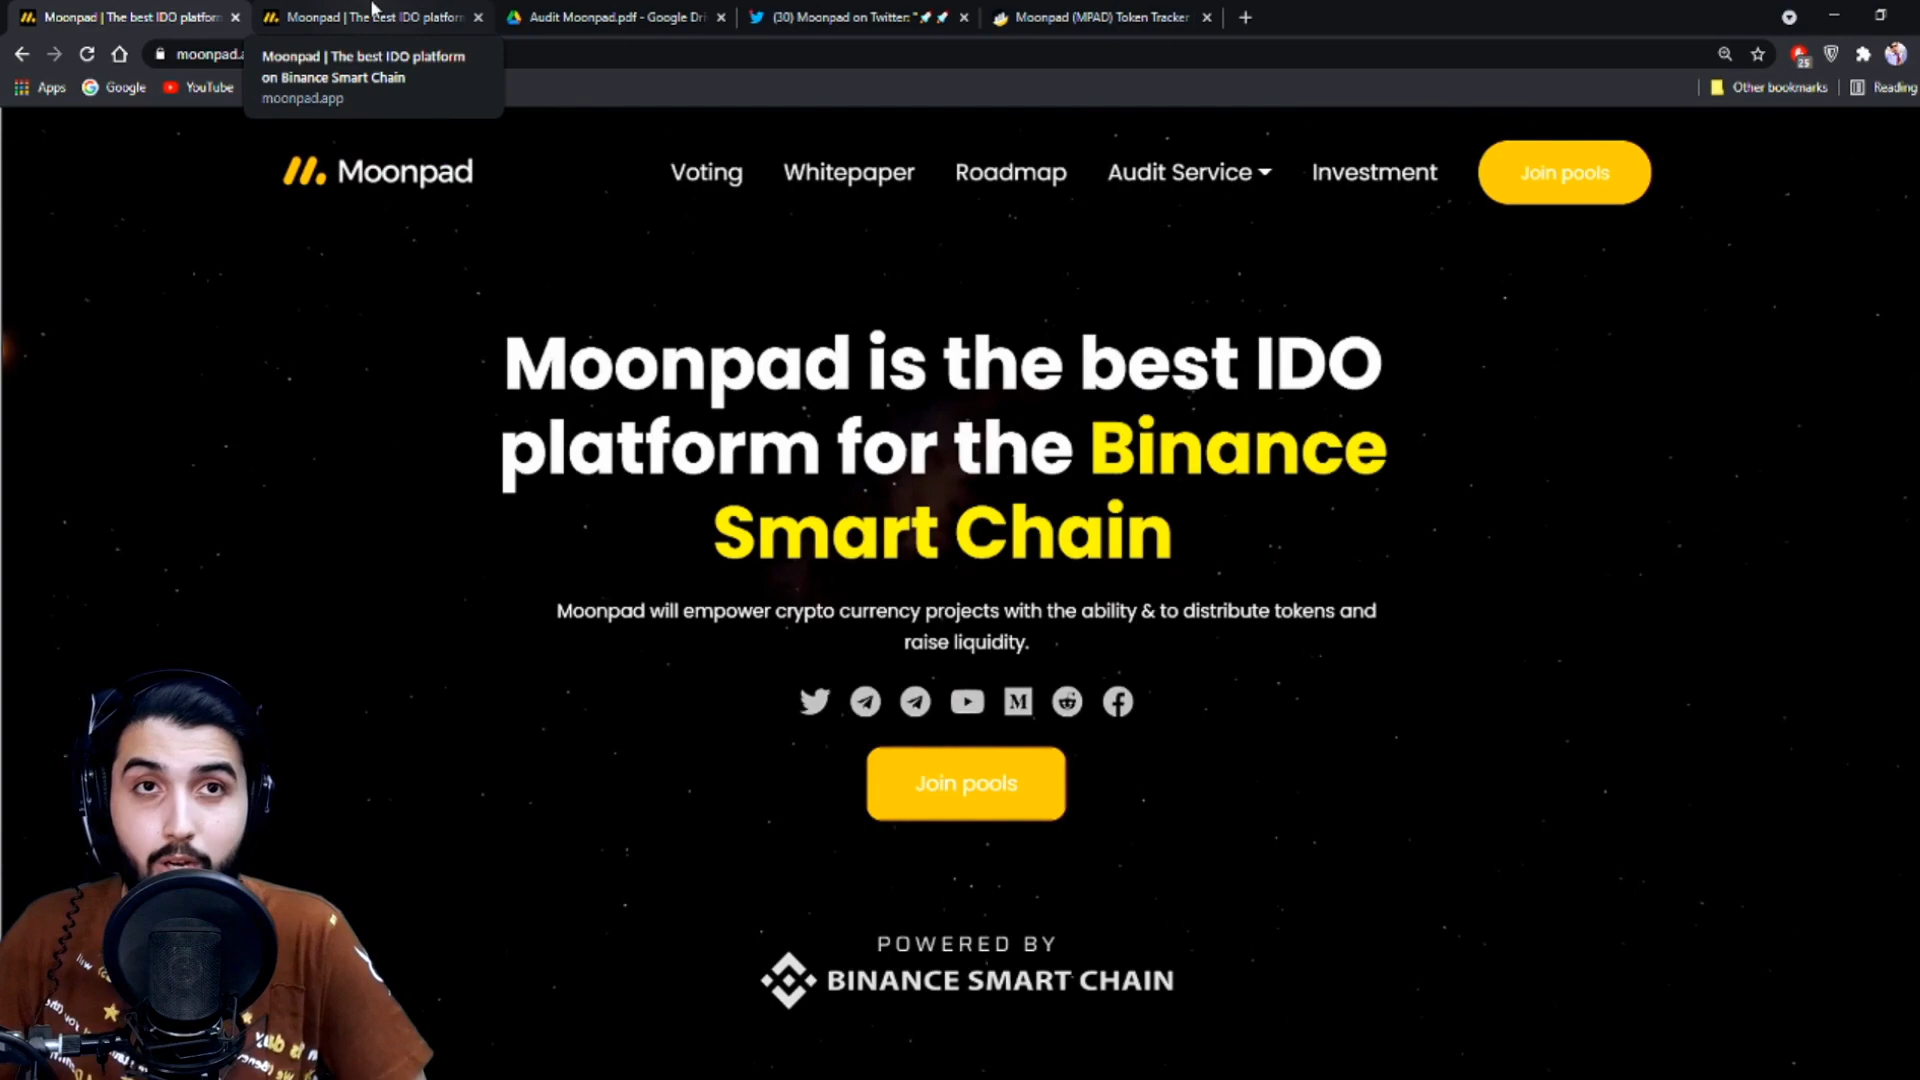 Moonpad | The best IDO platform
Moonpad | The best IDO platform
Audit Moonpad.pdf - Google Dri
(30) Moonpad on Twitter: "🚀 🚀
Moonpad (MPAD) Token Tracker
moonpad.a
25
Moonpad | The best IDO platform
on Binance Smart Chain
moonpad.app
Apps
Google
YouTube
Other bookmarks
Reading
Moonpad
Voting
Whitepaper
Roadmap
Audit Service
Investment
Join pools
Moonpad is the best IDO
platform for the Binance
Smart Chain
Moonpad will empower crypto currency projects with the ability & to distribute tokens and
raise liquidity.
Join pools
POWERED BY
BINANCE SMART CHAIN